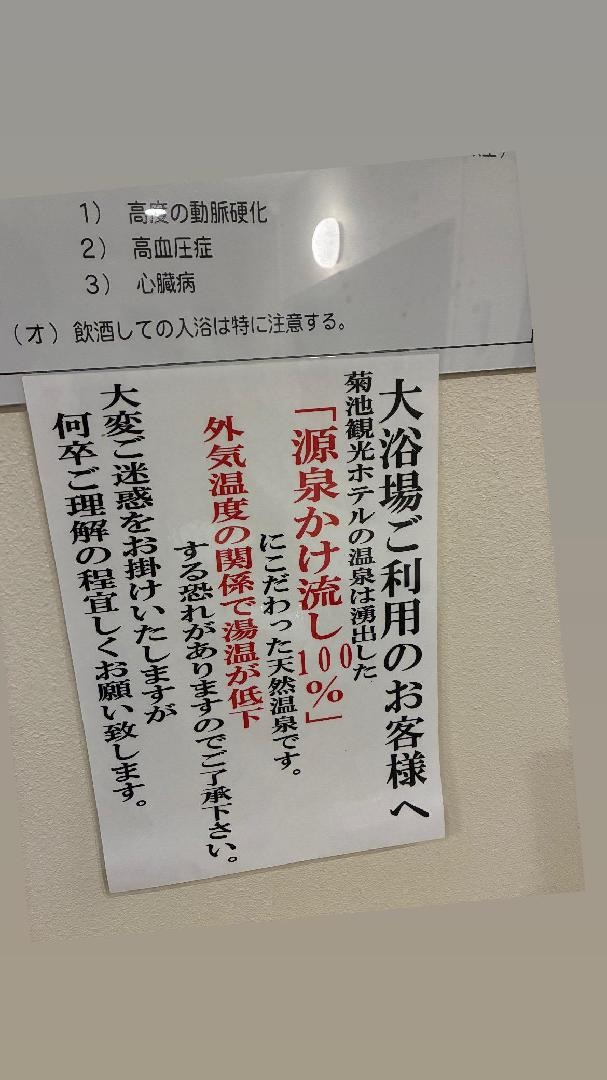 1) 高度の動脈硬化
2) 高血圧症
3) 心臓病
(オ) 飲酒しての入浴は特に注意する。
大浴場ご利用のお客様へ
菊池観光ホテルの温泉は湧出した
「源泉かけ流し100%」
にこだわった天然温泉です。
外気温度の関係で湯温が低下
する恐れがありますのでご了承下さい。
大変ご迷惑をお掛けいたしますが
何卒ご理解の程宜しくお願い致します。